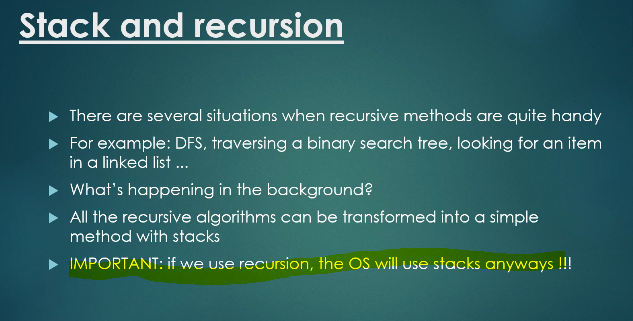 Stack and recursion
There are several situations when recursive methods are quite handy
For example: DFS, traversing a binary search tree, looking for an item
in a linked list ...
What's happening in the background?
All the recursive algorithms can be transformed into a simple
method with stacks
IMPORTANT: if we use recursion, the OS will use stacks anyways !!!